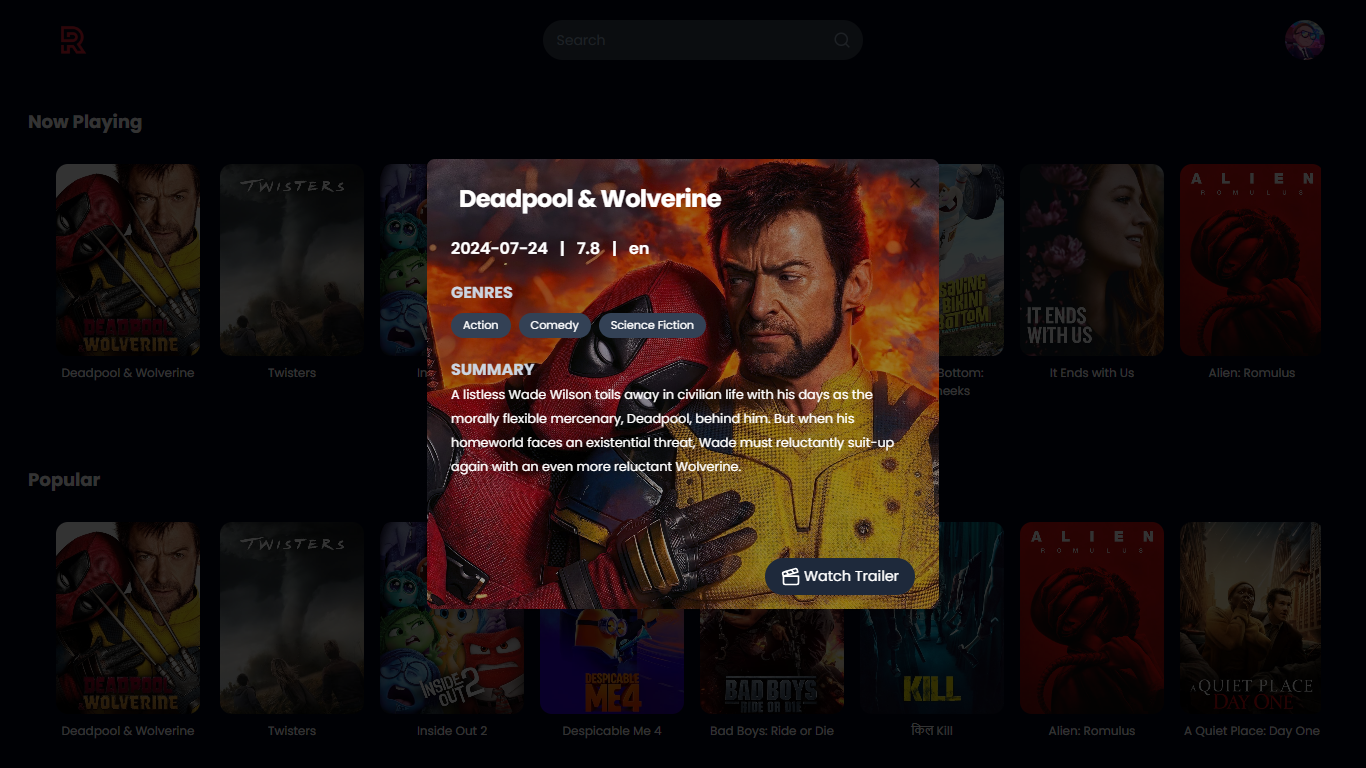 Search
Now Playing
Deadpool & Wolverine
2024-07-24 | 7.8 | en
GENRES
Action Comedy Science Fiction
SUMMARY
A listless Wade Wilson toils away in civilian life with his days as the
morally flexible mercenary, Deadpool, behind him. But when his
homeworld faces an existential threat, Wade must reluctantly suit-up
again with an even more reluctant Wolverine.
Watch Trailer
DEADPOOL
WOLVERINE
TWISTERS
SAVING
BIKINI
BOTTOM
IT ENDS
WITH US
ALIEN
ROMULUS
Deadpool & Wolverine
Twisters
Bottom:
It Ends with Us
Alien: Romulus
Popular
DEADPOOL
WOLVERINE
TWISTERS
INSIDE OUT 2
DESPICABLE
ME 4
BAD BOYS
RIDE OR DIE
KILL
ALIEN
ROMULUS
A QUIET PLACE
DAY ONE
Deadpool & Wolverine
Twisters
Inside Out 2
Despicable Me 4
Bad Boys: Ride or Die
किल Kill
Alien: Romulus
A Quiet Place: Day One